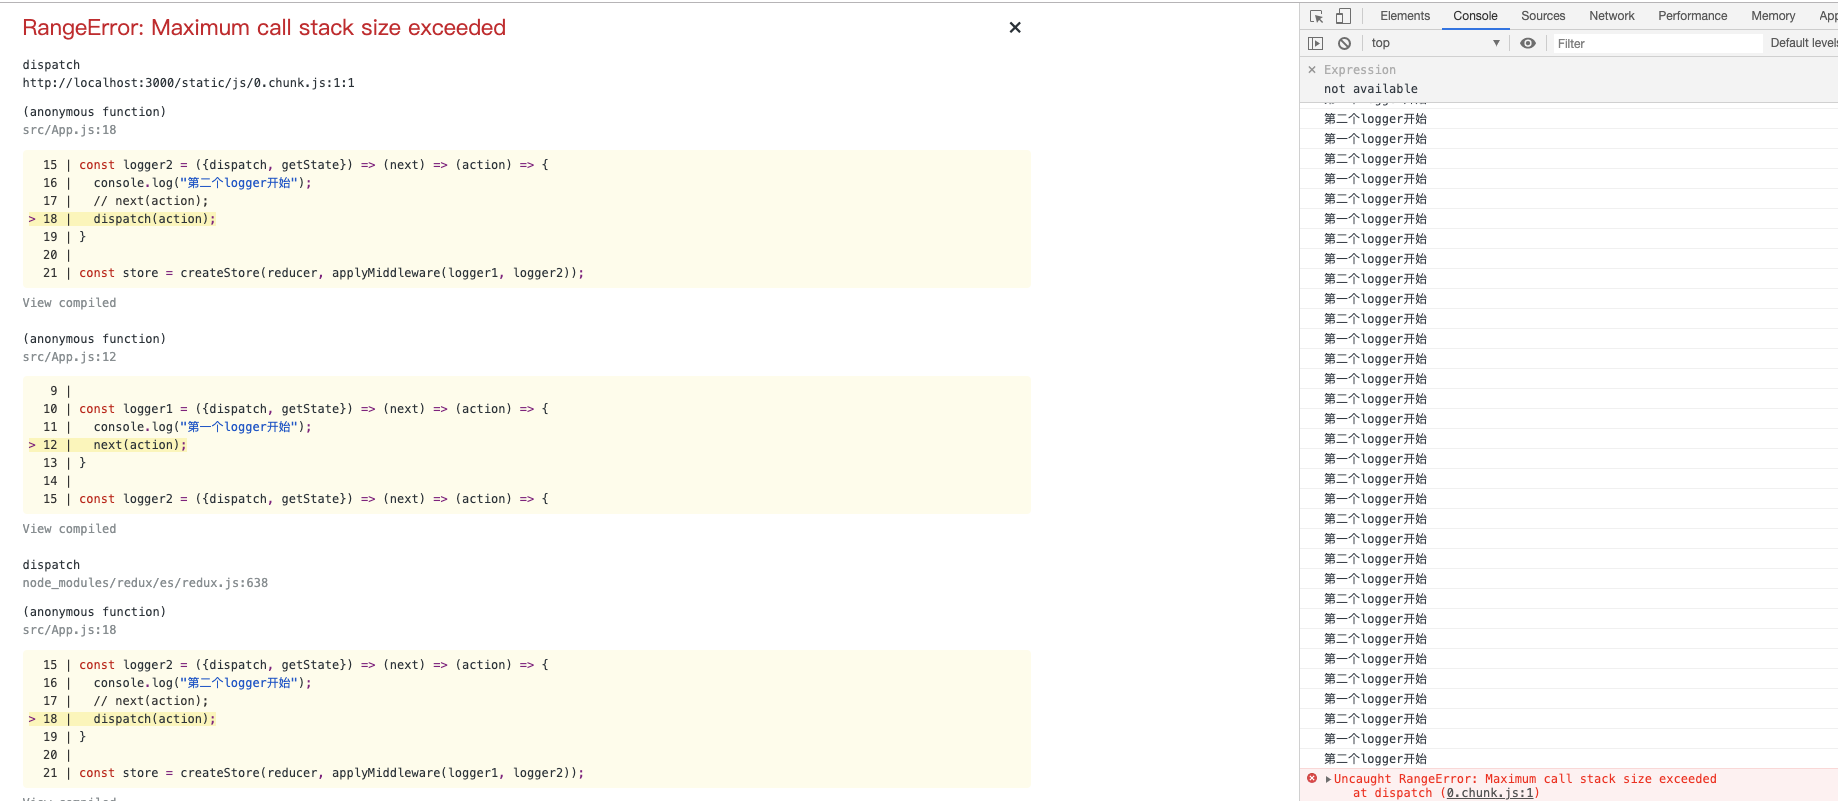 RangeError: Maximum call stack size exceeded
×
dispatch
http://localhost:3000/static/js/0.chunk.js:1:1
(anonymous function)
src/App.js:18
15 | const logger2 = ({dispatch, getState}) => (next) => (action) => {
16 |   console.log("第二个logger开始");
17 |   // next(action);
> 18 |   dispatch(action);
19 | }
20 |
21 | const store = createStore(reducer, applyMiddleware(logger1, logger2));
View compiled
(anonymous function)
src/App.js:12
9 |
10 | const logger1 = ({dispatch, getState}) => (next) => (action) => {
11 |   console.log("第一个logger开始");
> 12 |   next(action);
13 | }
14 |
15 | const logger2 = ({dispatch, getState}) => (next) => (action) => {
View compiled
dispatch
node_modules/redux/es/redux.js:638
(anonymous function)
src/App.js:18
15 | const logger2 = ({dispatch, getState}) => (next) => (action) => {
16 |   console.log("第二个logger开始");
17 |   // next(action);
> 18 |   dispatch(action);
19 | }
20 |
21 | const store = createStore(reducer, applyMiddleware(logger1, logger2));
View compiled
Elements Console Sources Network Performance Memory App
top Filter Default levels
× Expression
not available
第二个logger开始
第一个logger开始
第二个logger开始
第一个logger开始
第二个logger开始
第一个logger开始
第二个logger开始
第一个logger开始
第二个logger开始
第一个logger开始
第二个logger开始
第一个logger开始
第二个logger开始
第一个logger开始
第二个logger开始
第一个logger开始
第二个logger开始
第一个logger开始
第二个logger开始
第一个logger开始
第二个logger开始
第一个logger开始
第二个logger开始
第一个logger开始
第二个logger开始
第一个logger开始
第二个logger开始
第一个logger开始
第二个logger开始
第一个logger开始
第二个logger开始
第一个logger开始
第二个logger开始
Uncaught RangeError: Maximum call stack size exceeded
at dispatch (0.chunk.js:1)